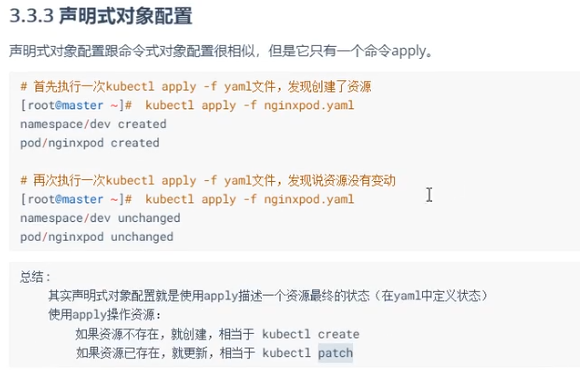 3.3.3 声明式对象配置
声明式对象配置跟命令式对象配置很相似，但是它只有一个命令apply。
# 首先执行一次kubectl apply -f yaml文件，发现创建了资源
[root@master ~]#  kubectl apply -f nginxpod.yaml
namespace/dev created
pod/nginxpod created
# 再次执行一次kubectl apply -f yaml文件，发现说资源没有变动
[root@master ~]#  kubectl apply -f nginxpod.yaml
namespace/dev unchanged
pod/nginxpod unchanged
总结：
其实声明式对象配置就是使用apply描述一个资源最终的状态（在yaml中定义状态）
使用apply操作资源：
如果资源不存在，就创建，相当于 kubectl create
如果资源已存在，就更新，相当于 kubectl patch